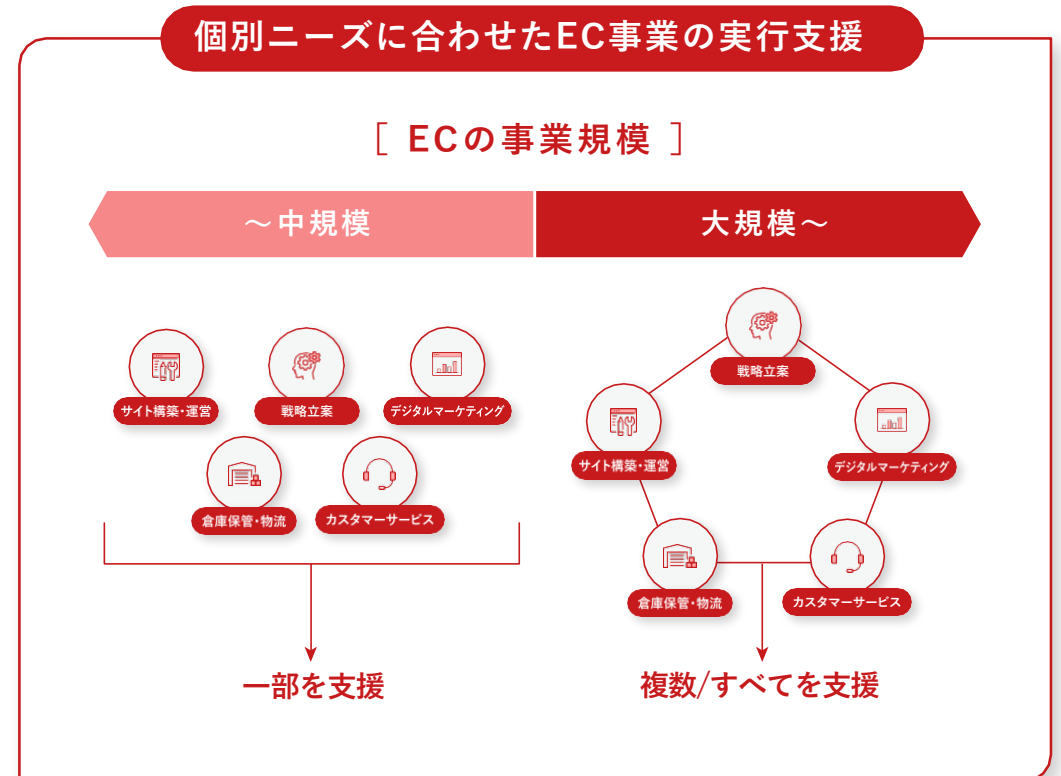 個別ニーズに合わせたEC事業の実行支援
［ ECの事業規模 ］
～中規模
大規模～
サイト構築・運営
戦略立案
デジタルマーケティング
倉庫保管・物流
カスタマーサービス
一部を支援
戦略立案
サイト構築・運営
デジタルマーケティング
倉庫保管・物流
カスタマーサービス
複数/すべてを支援